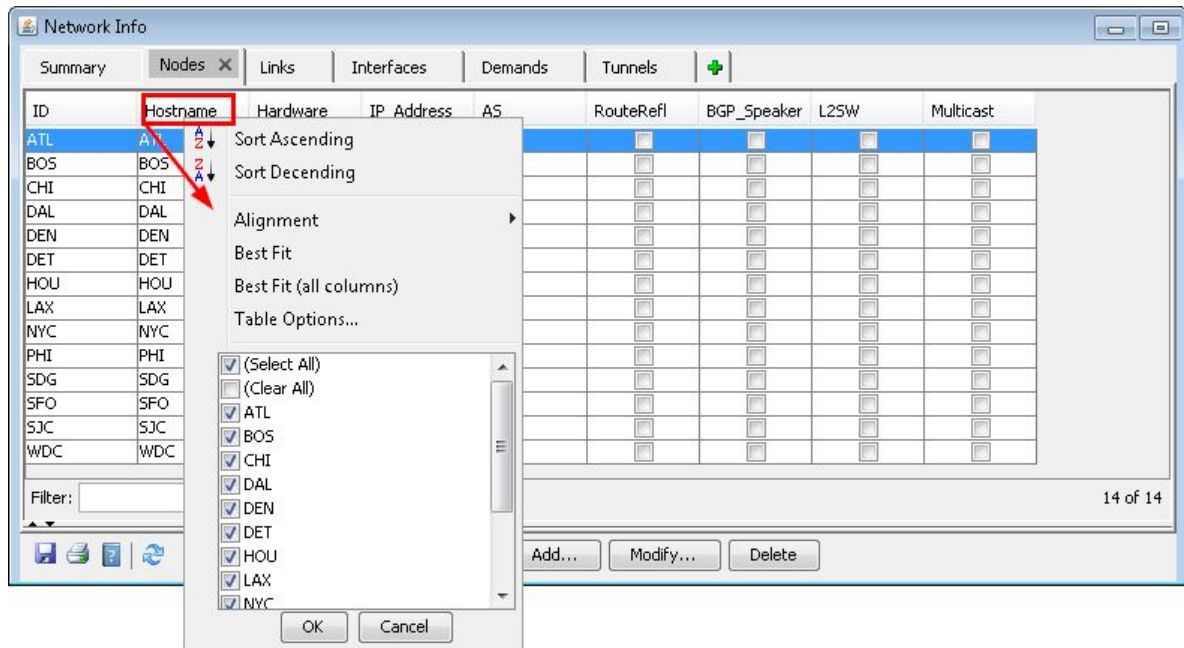 Network Info
Summary Nodes Links Interfaces Demands Tunnels
ID Hostname Hardware IP_Address AS RouteRefl BGP_Speaker L2SW Multicast
ATL ATL
BOS BOS
CHI CHI
DAL DAL
DEN DEN
DET DET
HOU HOU
LAX LAX
NYC NYC
PHI PHI
SDG SDG
SFO SFO
SJC SJC
WDC WDC
Sort Ascending
Sort Decending
Alignment
Best Fit
Best Fit (all columns)
Table Options...
(Select All)
(Clear All)
ATL
BOS
CHI
DAL
DEN
DET
HOU
LAX
NYC
OK Cancel
Filter: 14 of 14
Add... Modify... Delete